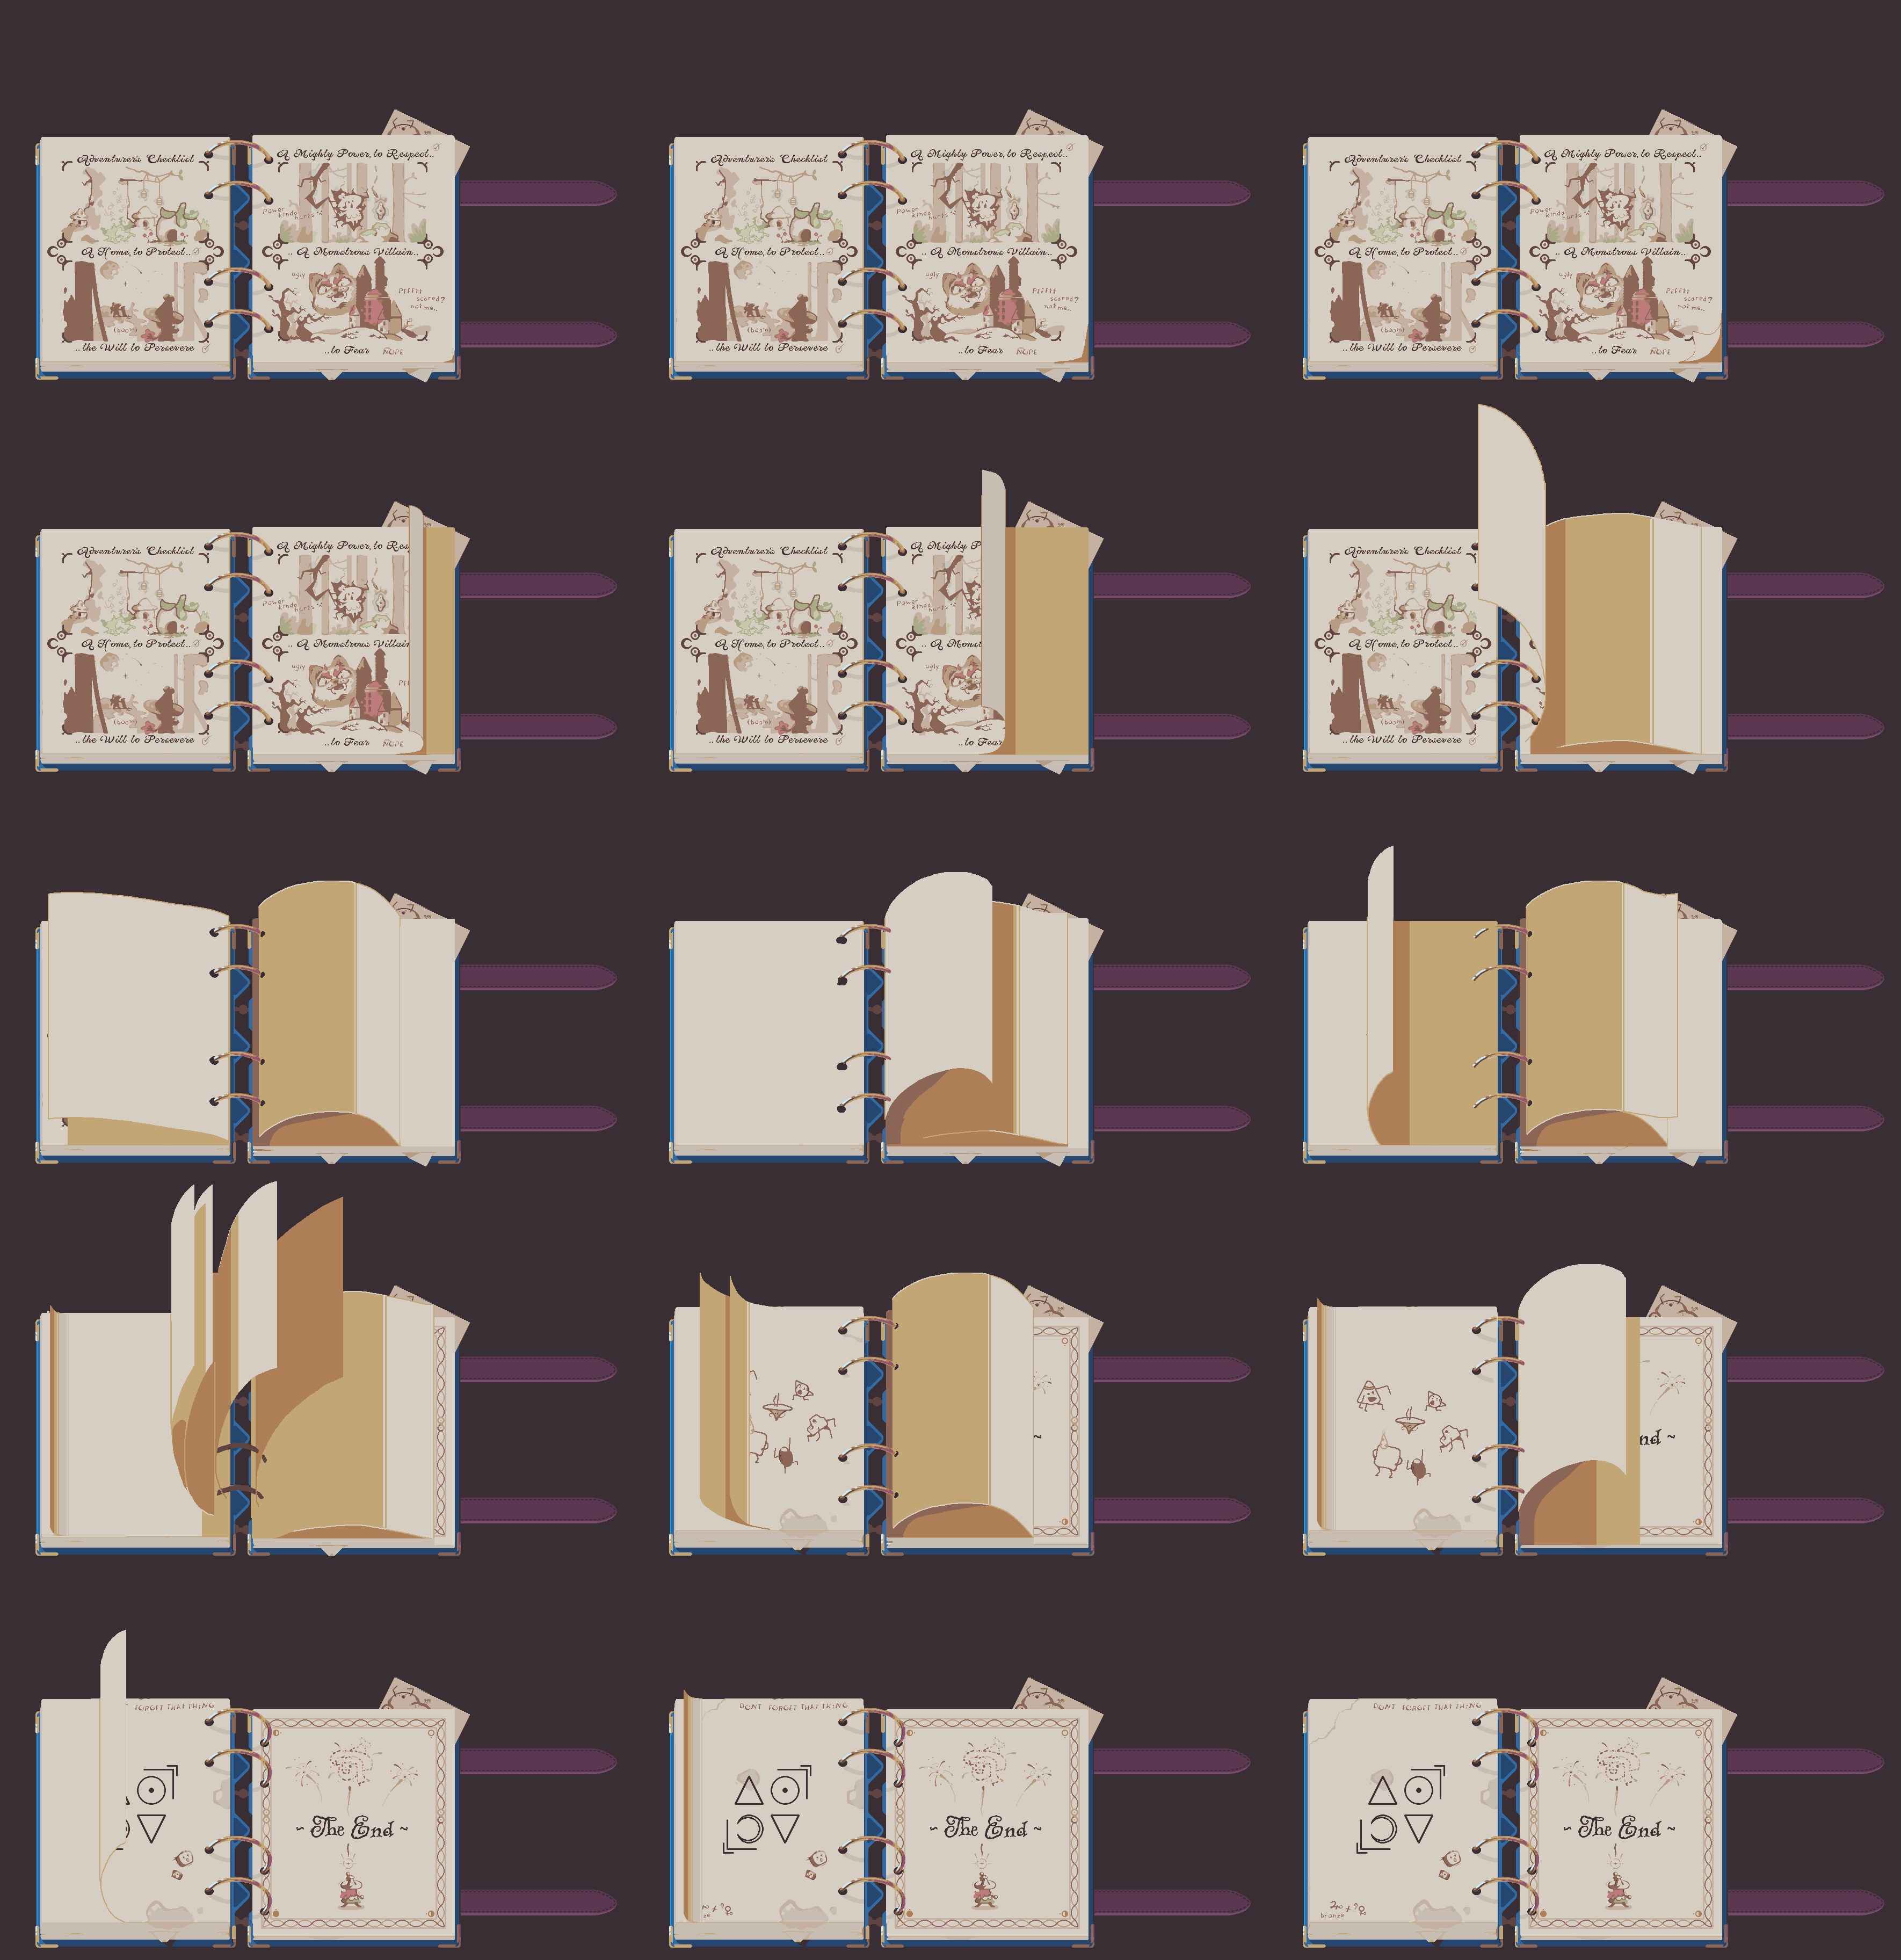 Adventurer's Checklist
A Home, to Protect..
(boom)
..the Will to Persevere
A Mighty Power, to Respect..
power
kinda
hurts
.. A Monstrous Villain..
ugly
pffft
scared?
not me..
..to Fear
NOPE
Adventurer's Checklist
A Home, to Protect..
(boom)
..the Will to Persevere
A Mighty Power, to Respect..
power
kinda
hurts
.. A Monstrous Villain..
ugly
pffft
scared?
not me..
..to Fear
NOPE
Adventurer's Checklist
A Home, to Protect..
(boom)
..the Will to Persevere
A Mighty Power, to Respect..
power
kinda
hurts
.. A Monstrous Villain..
ugly
pffft
scared?
not me..
..to Fear
NOPE
Adventurer's Checklist
A Home, to Protect..
(boom)
..the Will to Persevere
A Mighty Power, to Res
power
kinda
hurts
.. A Monstrous Villain
ugly
..to Fear
NOPE
Adventurer's Checklist
A Home, to Protect..
(boom)
..the Will to Persevere
A Mighty P
power
kinda
hurts
.. A Monst
ugly
..to Fear
Adventurer's Checklist
A Home, to Protect..
(boom)
..the Will to Persevere
~
nd ~
FORGET THAT THING
~ The End ~
DONT FORGET THAT THING
~ The End ~
DONT FORGET THAT THING
bronze
~ The End ~